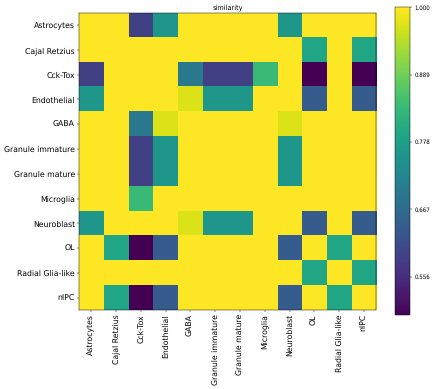 similarity
Astrocytes
Cajal Retzius
Cck-Tox
Endothelial
GABA
Granule immature
Granule mature
Microglia
Neuroblast
OL
Radial Glia-like
nIPC
1.000
0.889
0.778
0.667
0.556
Astrocytes
Cajal Retzius
Cck-Tox
Endothelial
GABA
Granule immature
Granule mature
Microglia
Neuroblast
OL
Radial Glia-like
nIPC